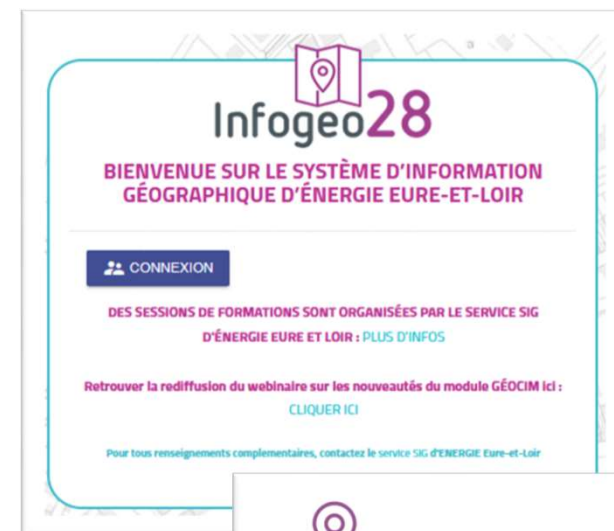 Infogeo28
BIENVENUE SUR LE SYSTÈME D'INFORMATION
GÉOGRAPHIQUE D'ÉNERGIE EURE-ET-LOIR
CONNEXION
DES SESSIONS DE FORMATIONS SONT ORGANISÉES PAR LE SERVICE SIG
D'ÉNERGIE EURE ET LOIR : PLUS D'INFOS
Retrouver la rediffusion du webinaire sur les nouveautés du module GÉOCIM ici :
CLIQUER ICI
Pour tous renseignements complementaires, contactez le service SIG d'ENERGIE Eure-et-Loir